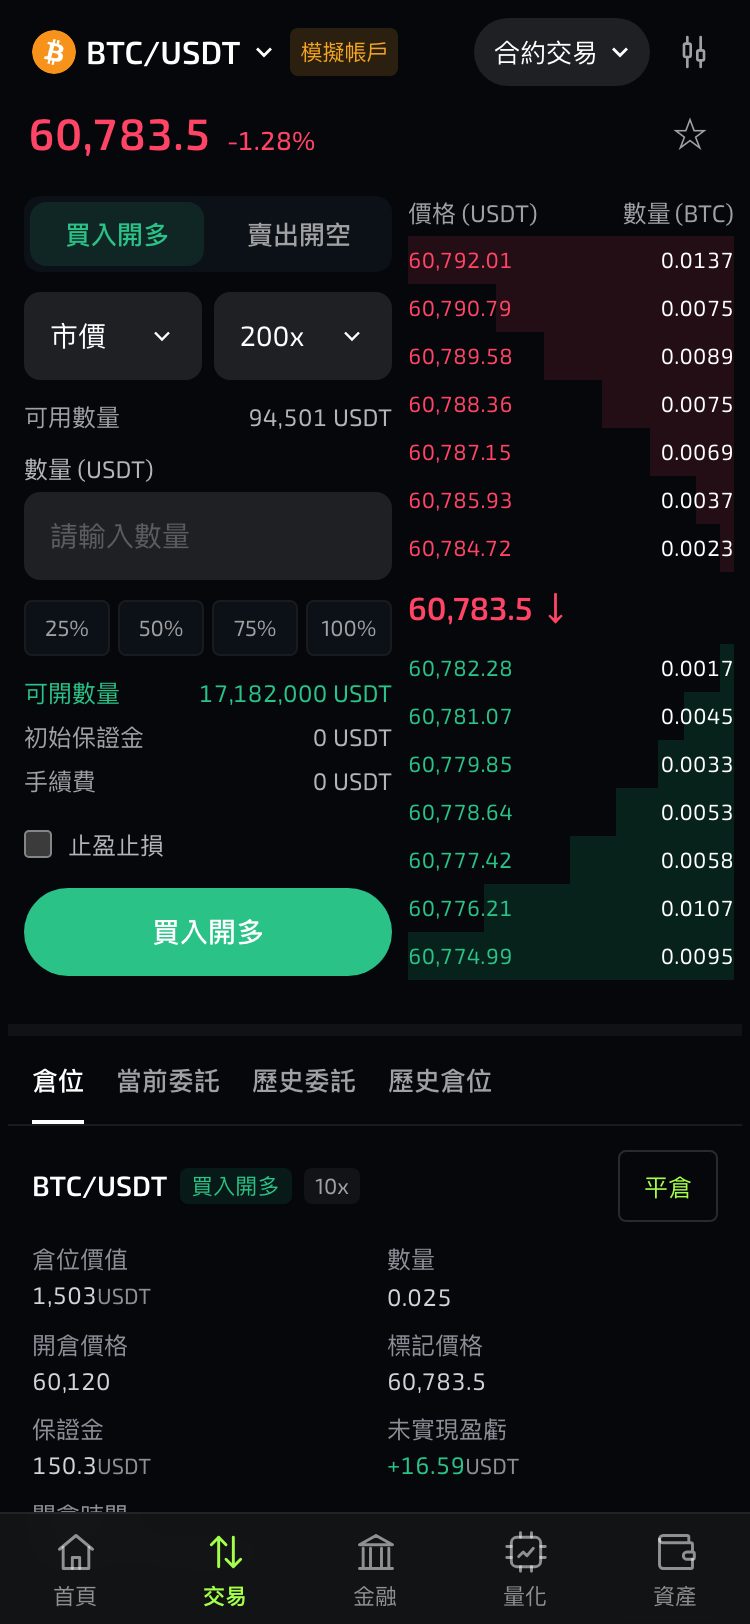 BTC/USDT 模擬帳戶 合約交易
60,783.5 -1.28%
買入開多 賣出開空
市價 200x
可用數量 94,501 USDT
數量 (USDT)
請輸入數量
25% 50% 75% 100%
可開數量 17,182,000 USDT
初始保證金 0 USDT
手續費 0 USDT
止盈止損
買入開多
價格 (USDT) 數量 (BTC)
60,792.01 0.0137
60,790.79 0.0075
60,789.58 0.0089
60,788.36 0.0075
60,787.15 0.0069
60,785.93 0.0037
60,784.72 0.0023
60,783.5 ↓
60,782.28 0.0017
60,781.07 0.0045
60,779.85 0.0033
60,778.64 0.0053
60,777.42 0.0058
60,776.21 0.0107
60,774.99 0.0095
倉位 當前委託 歷史委託 歷史倉位
BTC/USDT 買入開多 10x 平倉
倉位價值 數量
1,503USDT 0.025
開倉價格 標記價格
60,120 60,783.5
保證金 未實現盈虧
150.3USDT +16.59USDT
首頁 交易 金融 量化 資產